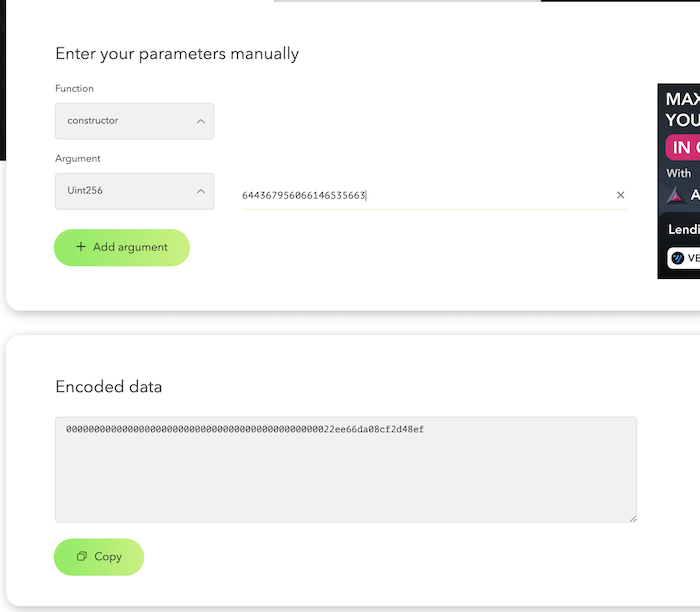 Enter your parameters manually
Function
constructor
Argument
Uint256
644367956066146535663
+ Add argument
MAX
YOU
IN
With
A
Lendi
VE
Encoded data
000000000000000000000000000000000000000000000022ee66da08cf2d48ef
Copy